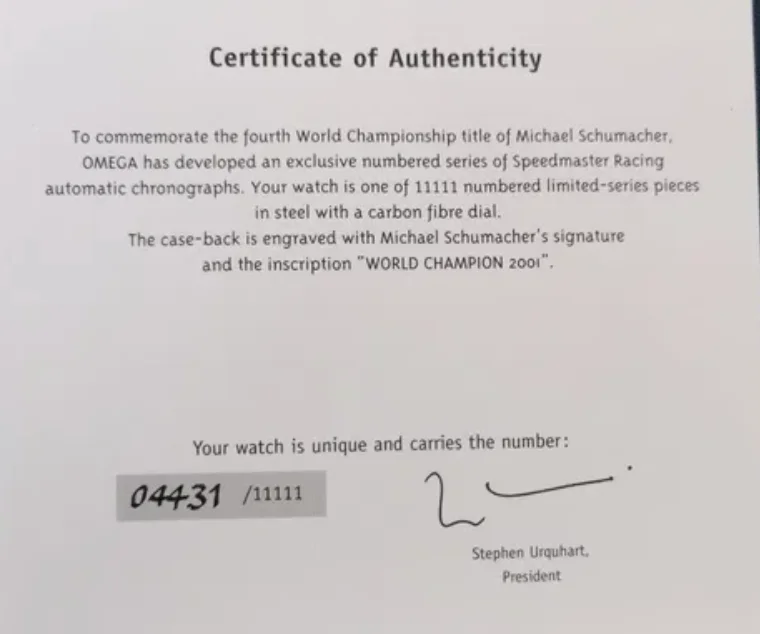 Certificate of Authenticity
To commemorate the fourth World Championship title of Michael Schumacher,
OMEGA has developed an exclusive numbered series of Speedmaster Racing
automatic chronographs. Your watch is one of 11111 numbered limited-series pieces
in steel with a carbon fibre dial.
The case-back is engraved with Michael Schumacher's signature
and the inscription "WORLD CHAMPION 2001".
Your watch is unique and carries the number:
04431 /11111
Stephen Urquhart,
President